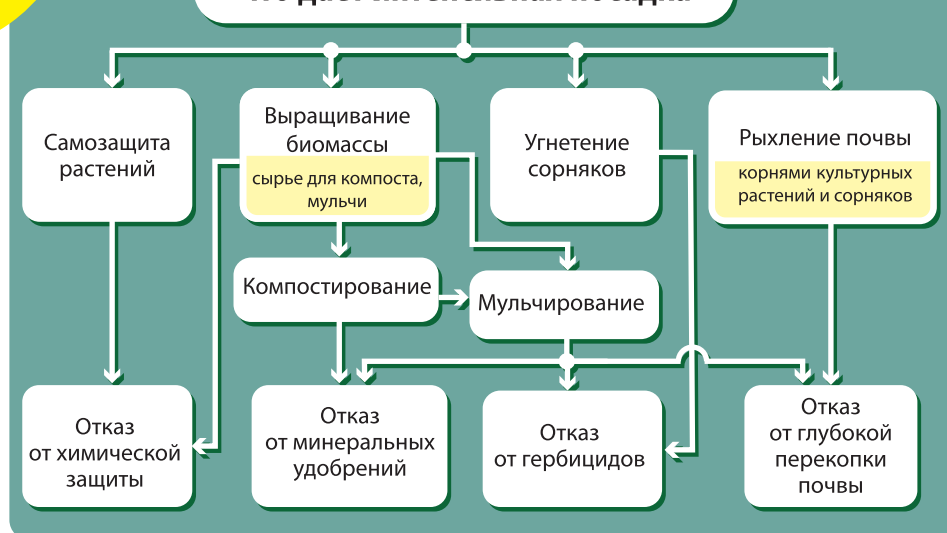 Самозащита
растений
Выращивание
биомассы
сырье для компоста,
мульчи
Угнетение
сорняков
Рыхление почвы
корнями культурных
растений и сорняков
Компостирование
Мульчирование
Отказ
от химической
защиты
Отказ
от минеральных
удобрений
Отказ
от гербицидов
Отказ
от глубокой
перекопки
почвы